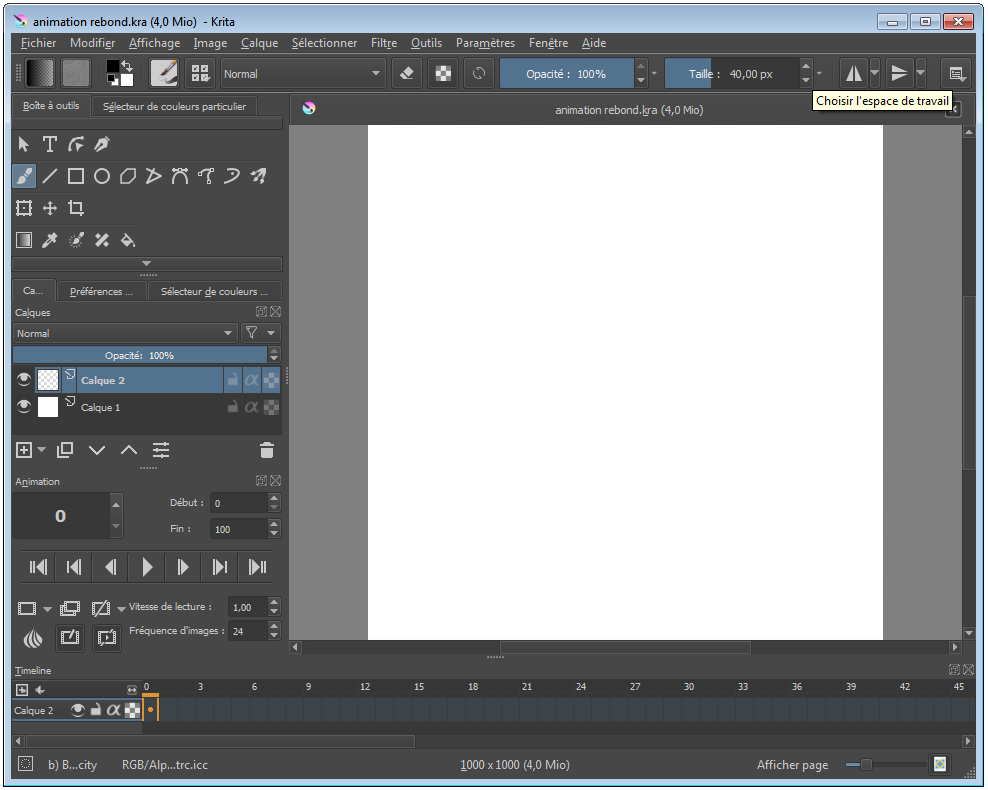 animation rebond.kra (4,0 Mio) - Krita
Fichier Modifier Affichage Image Calque Sélectionner Filtre Outils Paramètres Fenêtre Aide
Normal Opacité : 100% Taille : 40,00 px
Choisir l'espace de travail
Boîte à outils Sélecteur de couleurs particulier
animation rebond.kra (4,0 Mio)
Ca... Préférences ... Sélecteur de couleurs ...
Calques
Normal
Opacité: 100%
Calque 2
Calque 1
Animation
0
Début : 0
Fin : 100
Vitesse de lecture : 1,00
Fréquence d'images : 24
Timeline
0 3 6 9 12 15 18 21 24 27 30 33 36 39 42 45
Calque 2
b) B...city RGB/Alp...trc.icc 1000 x 1000 (4,0 Mio) Afficher page